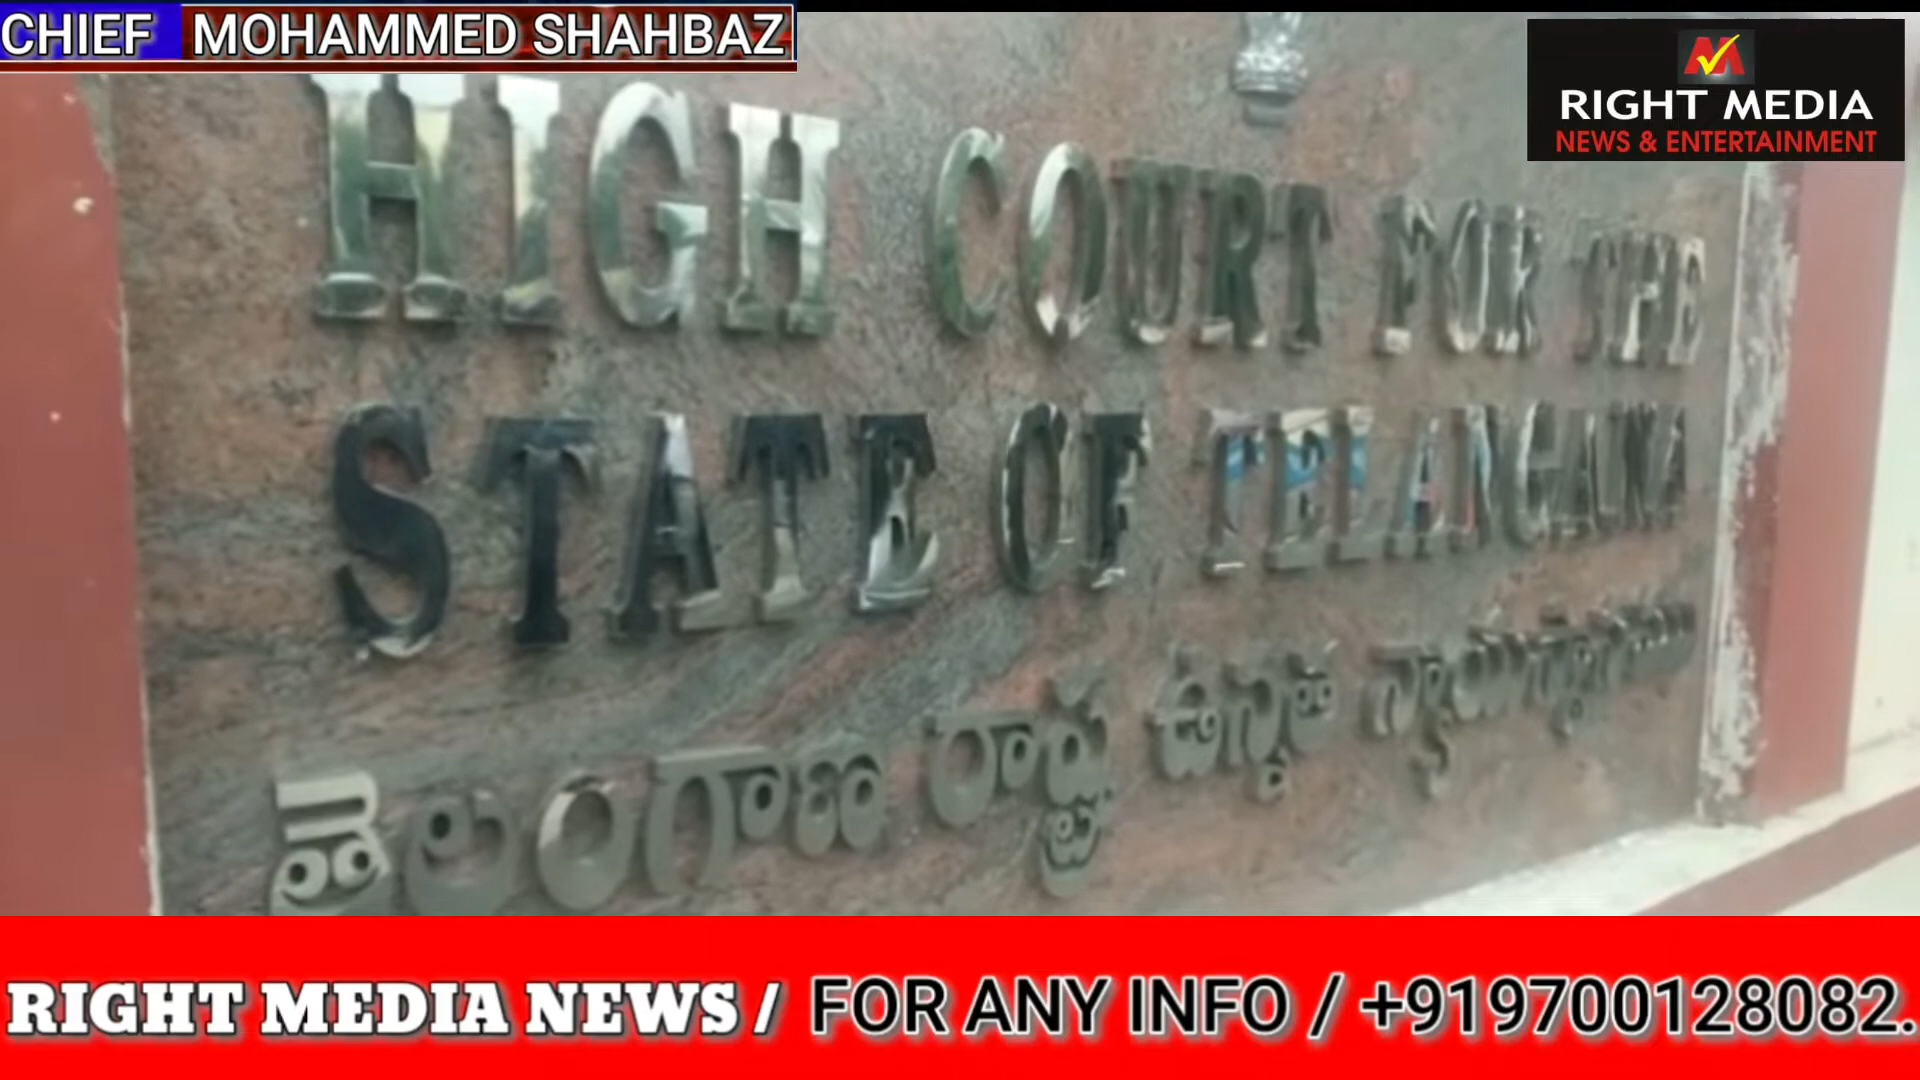 CHIEF MOHAMMED SHAHBAZ
RIGHT MEDIA
NEWS & ENTERTAINMENT
HIGH COURT FOR THE
STATE OF TELANGANA
తెలంగాణ రాష్ట్ర ఉన్నత న్యాయస్థానము
RIGHT MEDIA NEWS / FOR ANY INFO / +919700128082.